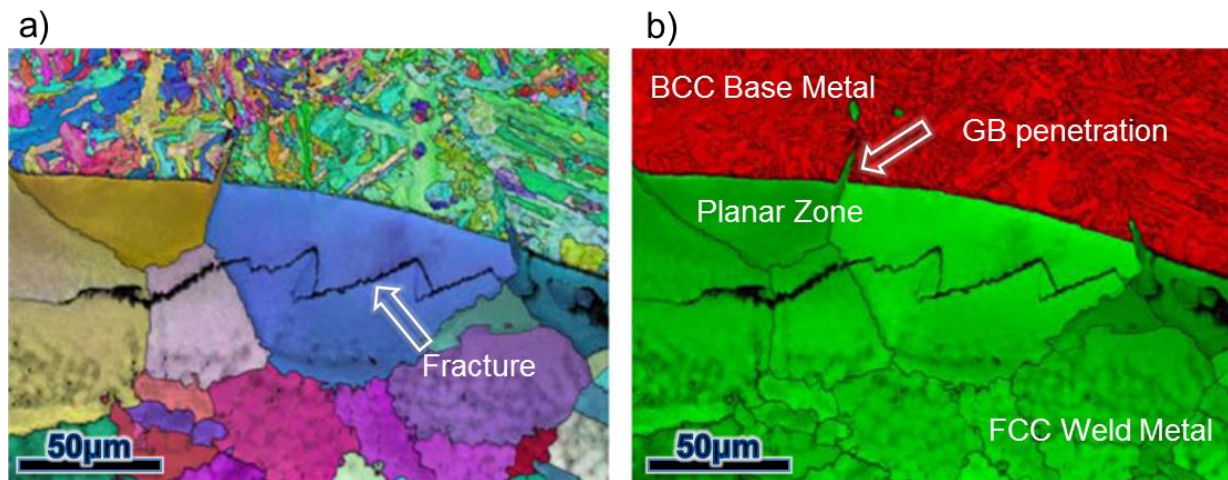 a)
Fracture
50µm
b)
BCC Base Metal
GB penetration
Planar Zone
FCC Weld Metal
50µm